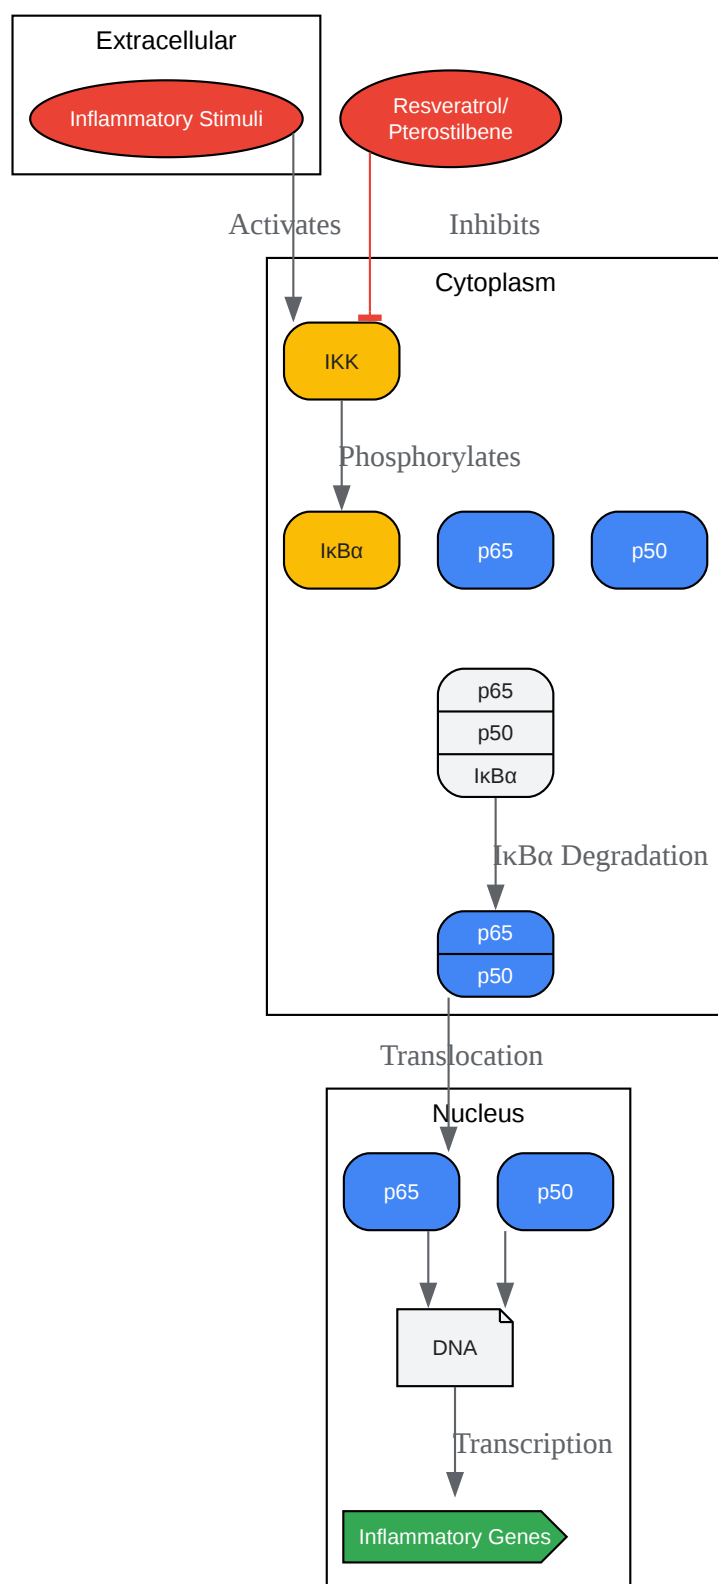 Extracellular
Inflammatory Stimuli
Resveratrol/
Pterostilbene
Activates
Inhibits
Cytoplasm
IKK
Phosphorylates
IκBα
p65
p50
p65
p50
IκBα
IκBα Degradation
p65
p50
Translocation
Nucleus
p65
p50
DNA
Transcription
Inflammatory Genes